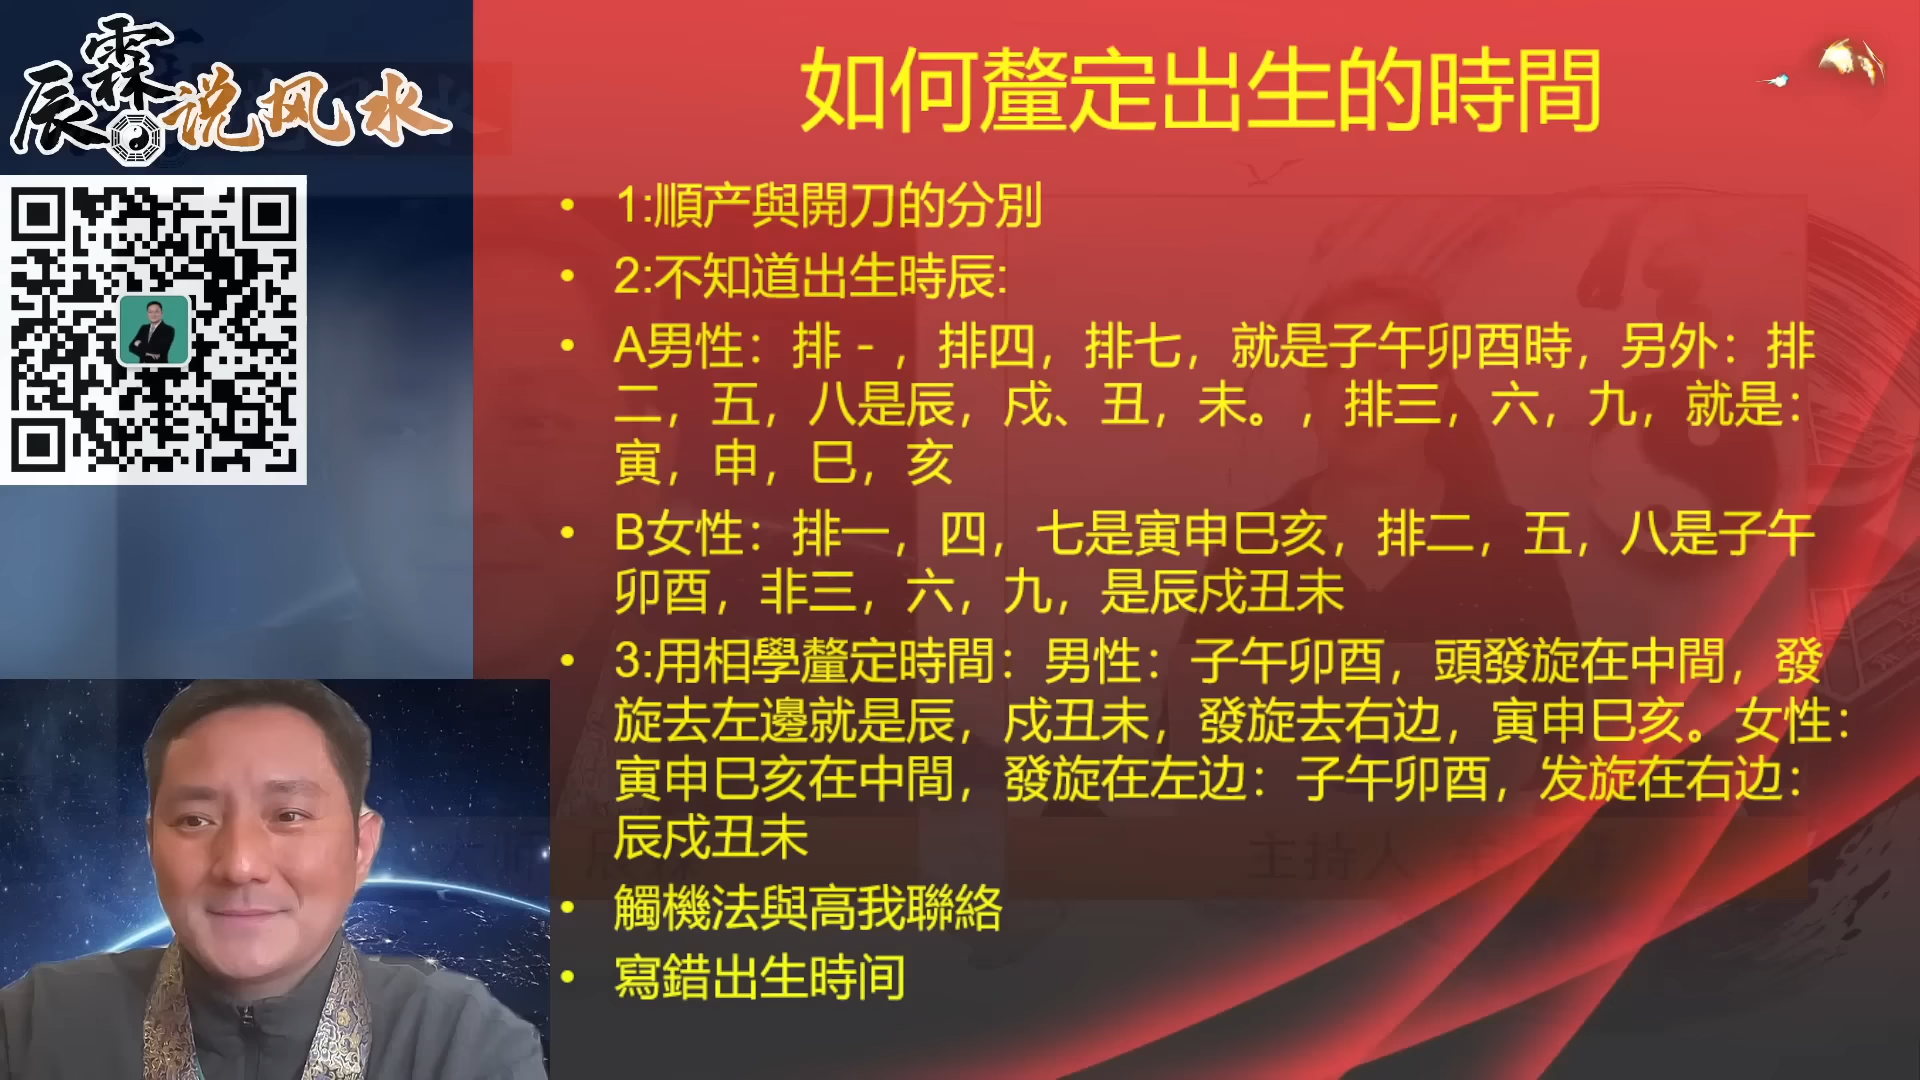 辰霖说风水
如何釐定出生的時間
• 1:順产與開刀的分別
• 2:不知道出生時辰:
• A男性：排－，排四，排七，就是子午卯酉時，另外：排
二，五，八是辰，戍、丑，未。，排三，六，九，就是：
寅，申，巳，亥
• B女性：排一，四，七是寅申巳亥，排二，五，八是子午
卯酉，非三，六，九，是辰戍丑未
• 3:用相學釐定時間：男性：子午卯酉，頭發旋在中間，發
旋去左邊就是辰，戍丑未，發旋去右边，寅申巳亥。女性：
寅申巳亥在中間，發旋在左边：子午卯酉，发旋在右边：
辰戍丑未
• 觸機法與高我聯絡
• 寫錯出生時间
主持人